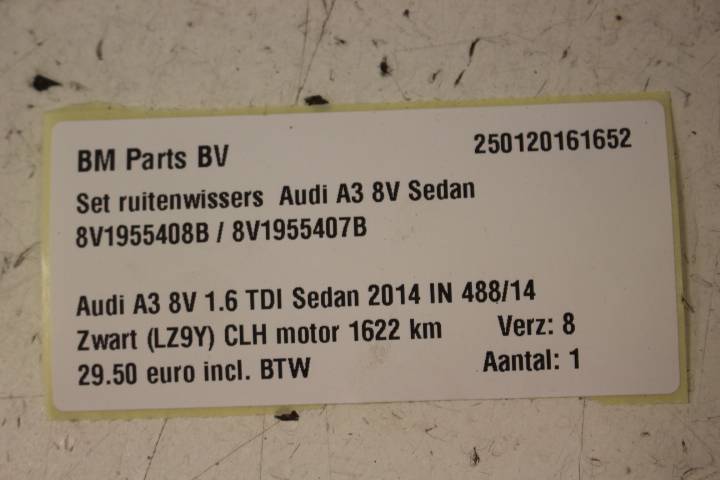 BM Parts BV 250120161652
Set ruitenwissers Audi A3 8V Sedan
8V1955408B / 8V1955407B
Audi A3 8V 1.6 TDI Sedan 2014 IN 488/14
Zwart (LZ9Y) CLH motor 1622 km Verz: 8
29.50 euro incl. BTW Aantal: 1